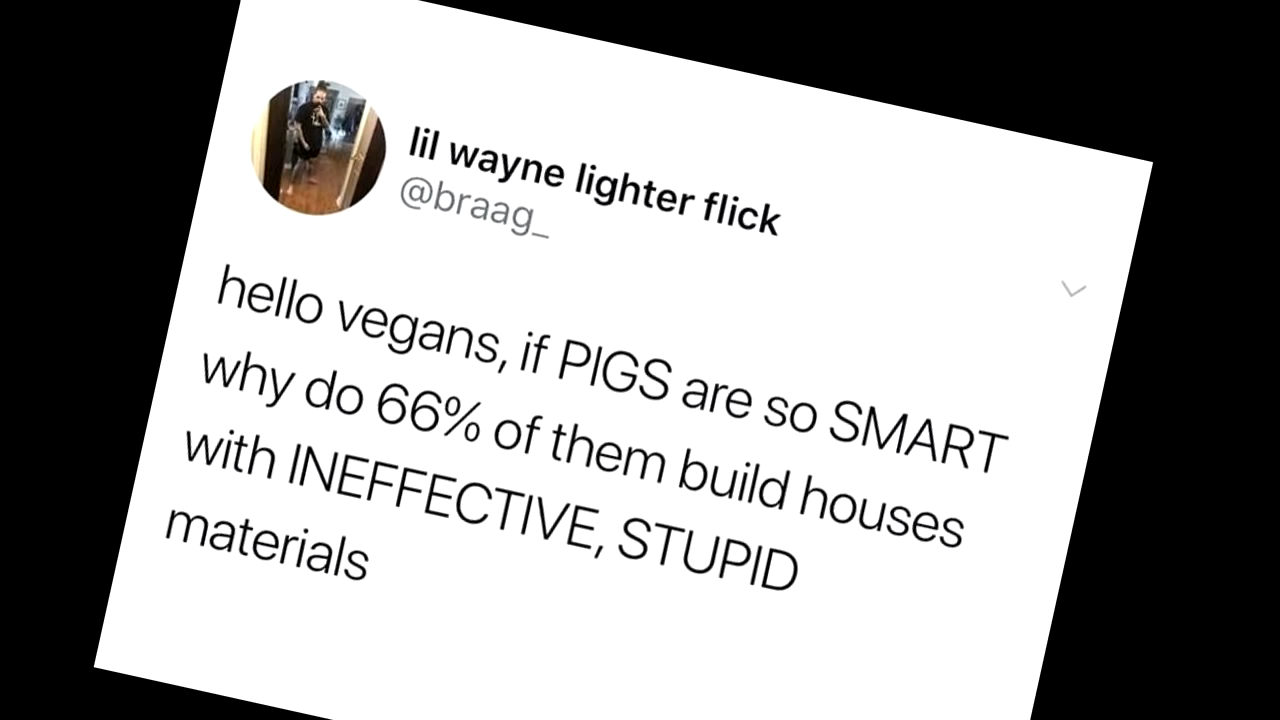 lil wayne lighter flick
@braag_
hello vegans, if PIGS are so SMART
why do 66% of them build houses
with INEFFECTIVE, STUPID
materials